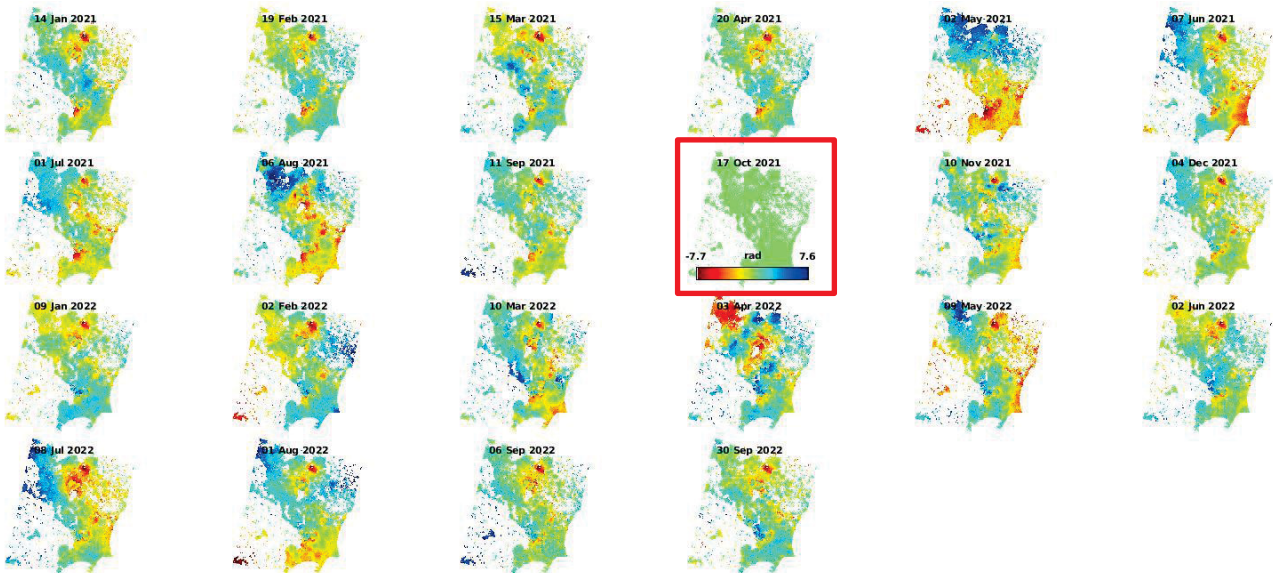 14 Jan 2021
19 Feb 2021
15 Mar 2021
20 Apr 2021
02 May 2021
07 Jun 2021
01 Jul 2021
06 Aug 2021
11 Sep 2021
17 Oct 2021
-7.7 rad 7.6
10 Nov 2021
04 Dec 2021
09 Jan 2022
02 Feb 2022
10 Mar 2022
03 Apr 2022
09 May 2022
02 Jun 2022
08 Jul 2022
01 Aug 2022
06 Sep 2022
30 Sep 2022